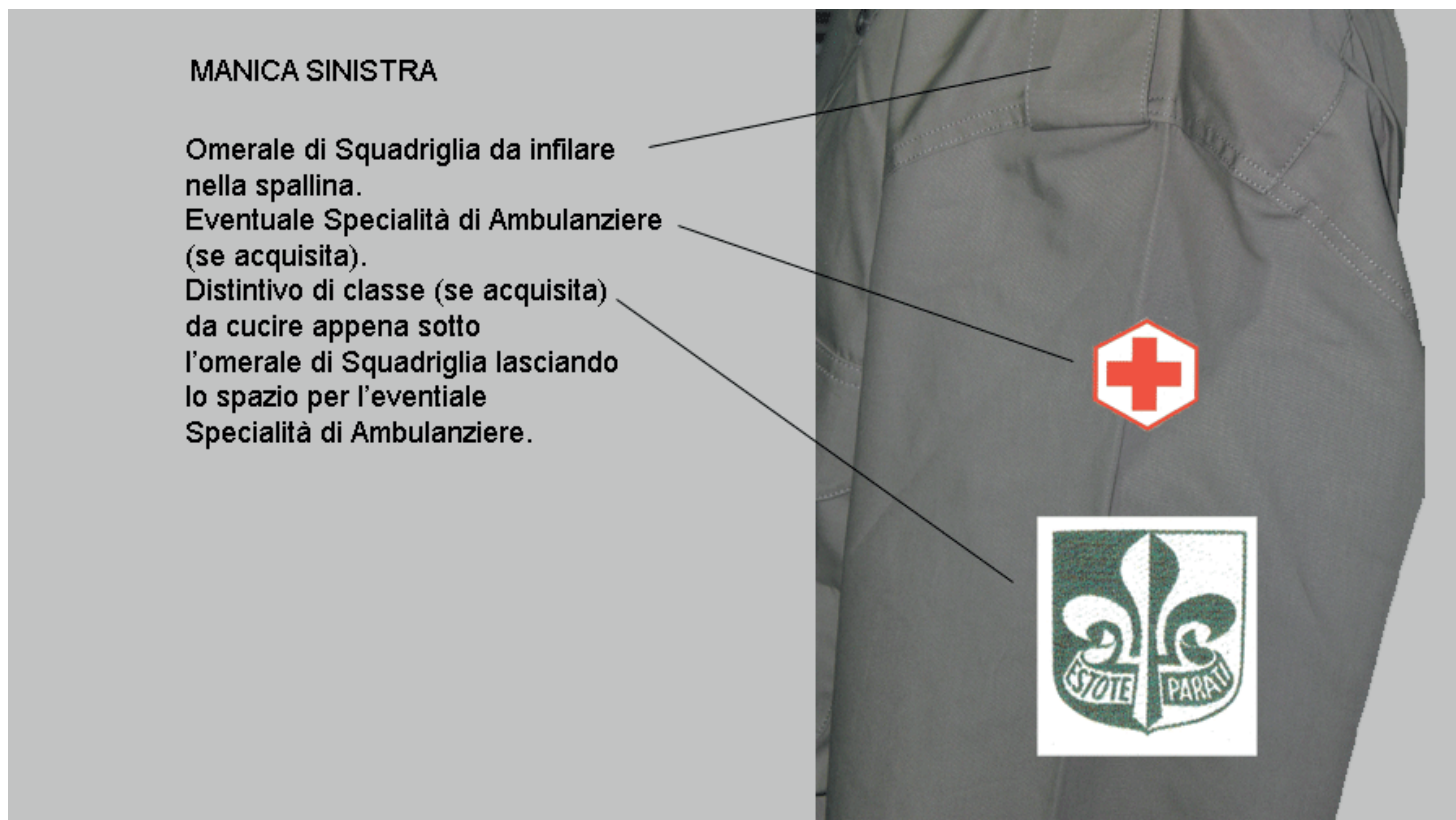 MANICA SINISTRA
Omerale di Squadriglia da infilare
nella spallina.
Eventuale Specialità di Ambulanziere
(se acquisita).
Distintivo di classe (se acquisita)
da cucire appena sotto
l'omerale di Squadriglia lasciando
lo spazio per l'eventiale
Specialità di Ambulanziere.
ESTOTE PARATI